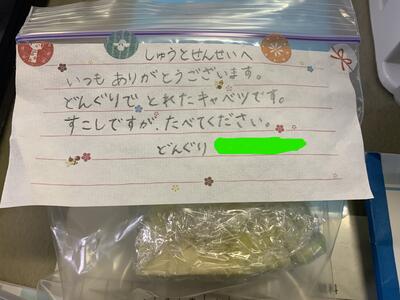 しゅうとせんせいへ
いつも ありがとうございます。
どんぐりで とれたキャベツです。
すこしですが、たべてください。
どんぐり